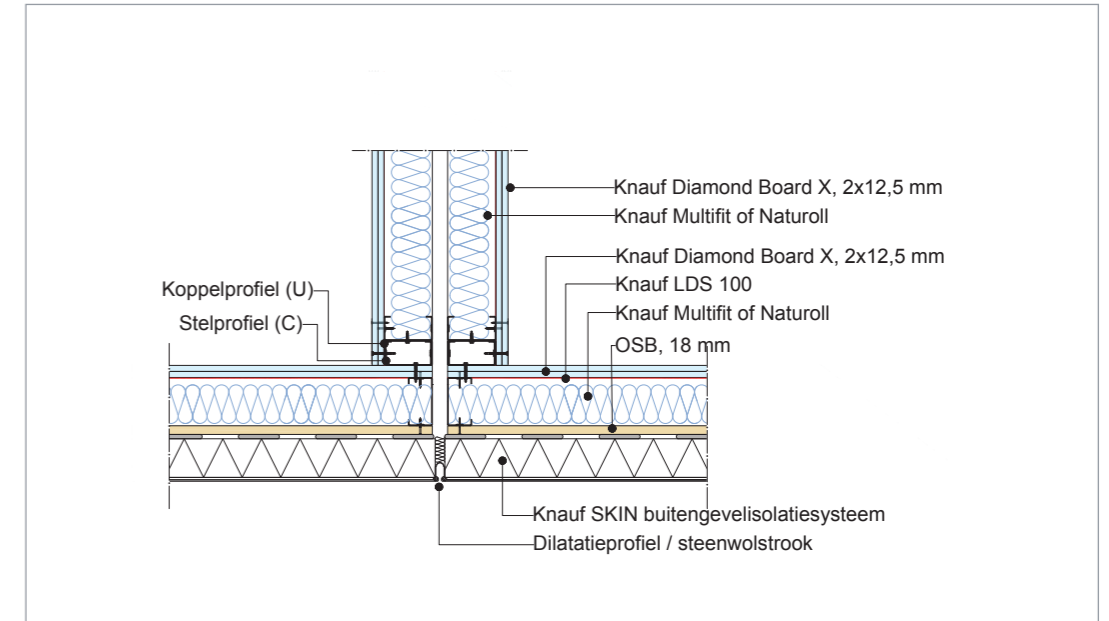 Knauf Diamond Board X, 2x12,5 mm
Knauf Multifit of Naturoll
Knauf Diamond Board X, 2x12,5 mm
Knauf LDS 100
Knauf Multifit of Naturoll
OSB, 18 mm
Koppelprofiel (U)
Stelprofiel (C)
Knauf SKIN buitengevelisolatiesysteem
Dilatatieprofiel / steenwolstrook